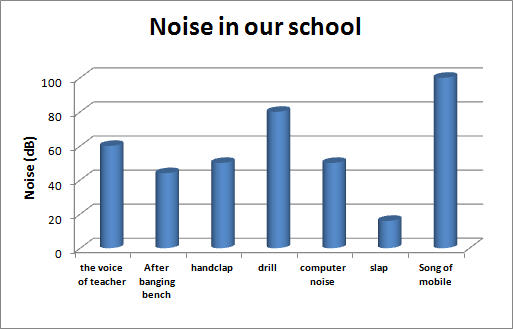 Noise in our school
Noise (dB)
100
80
60
40
20
0
the voice
of teacher
After
banging
bench
handclap
drill
computer
noise
slap
Song of
mobile